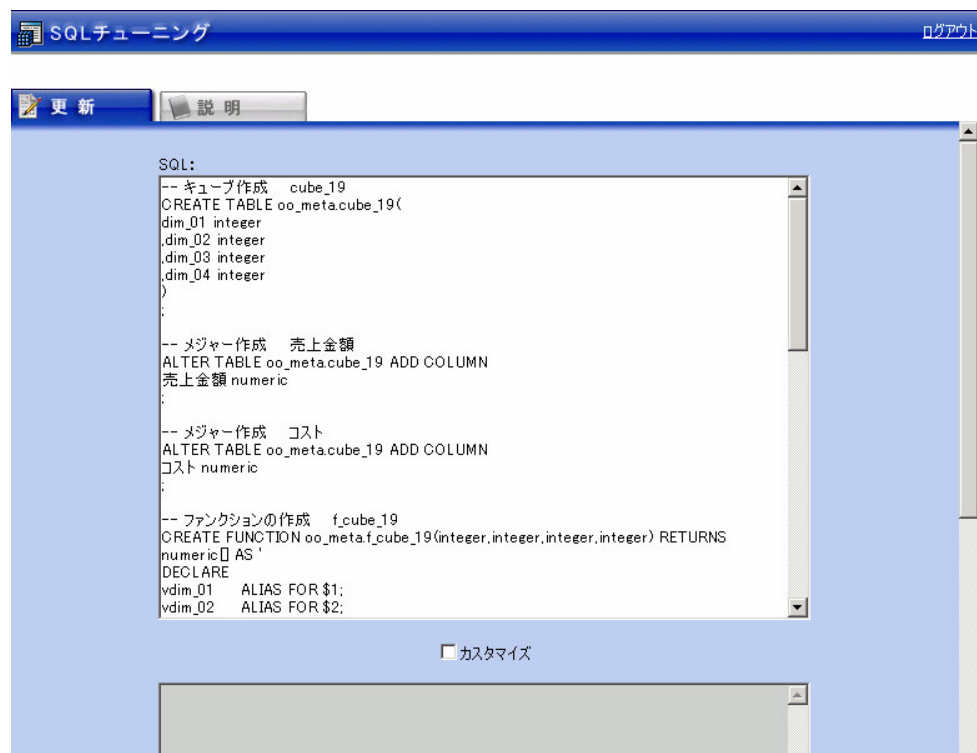 SQLチューニング
ログアウト
更新
説明
SQL:
-- キューブ作成 cube_19
CREATE TABLE oo_meta.cube_19(
dim_01 integer
,dim_02 integer
,dim_03 integer
,dim_04 integer
)
;
-- メジャー作成 売上金額
ALTER TABLE oo_meta.cube_19 ADD COLUMN
売上金額 numeric
;
-- メジャー作成 コスト
ALTER TABLE oo_meta.cube_19 ADD COLUMN
コスト numeric
;
-- ファンクションの作成 f_cube_19
CREATE FUNCTION oo_meta.f_cube_19(integer,integer,integer,integer) RETURNS
numeric[] AS '
DECLARE
vdim_01 ALIAS FOR $1;
vdim_02 ALIAS FOR $2;
カスタマイズ